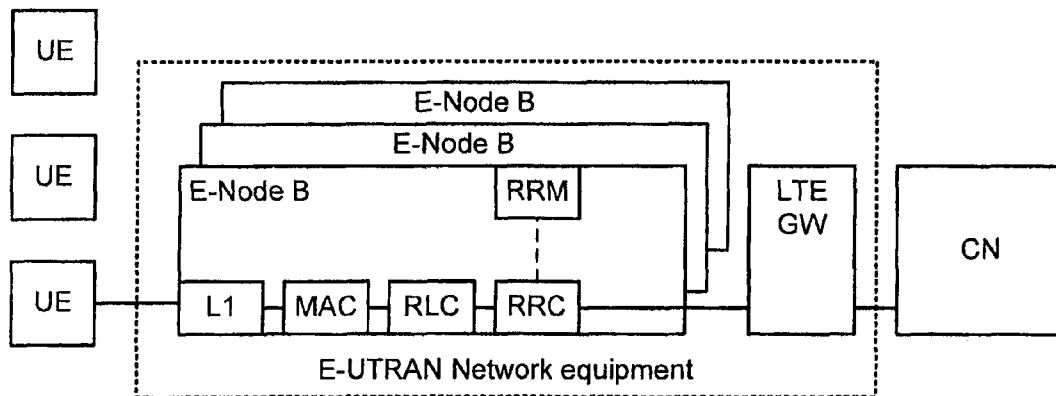 UE
UE
UE
E-Node B
E-Node B
E-Node B
RRM
L1
MAC
RLC
RRC
LTE
GW
CN
E-UTRAN Network equipment